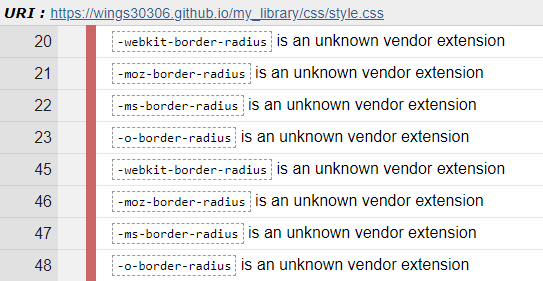 URI : https://wings30306.github.io/my_library/css/style.css
20 -webkit-border-radius is an unknown vendor extension
21 -moz-border-radius is an unknown vendor extension
22 -ms-border-radius is an unknown vendor extension
23 -o-border-radius is an unknown vendor extension
45 -webkit-border-radius is an unknown vendor extension
46 -moz-border-radius is an unknown vendor extension
47 -ms-border-radius is an unknown vendor extension
48 -o-border-radius is an unknown vendor extension